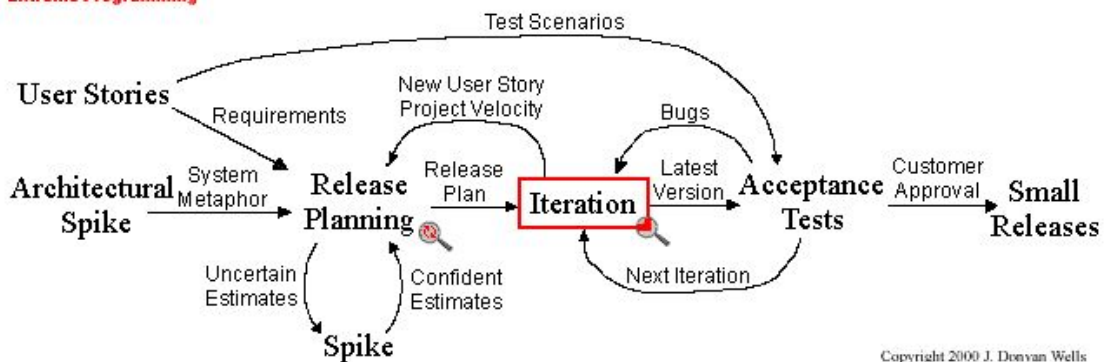 Test Scenarios
User Stories
New User Story
Project Velocity
Requirements
Bugs
Architectural
Spike
System
Metaphor
Release
Planning
Release
Plan
Iteration
Latest
Version
Acceptance
Tests
Customer
Approval
Small
Releases
Uncertain
Estimates
Confident
Estimates
Next Iteration
Spike
Copyright 2000 J. Donvan Wells